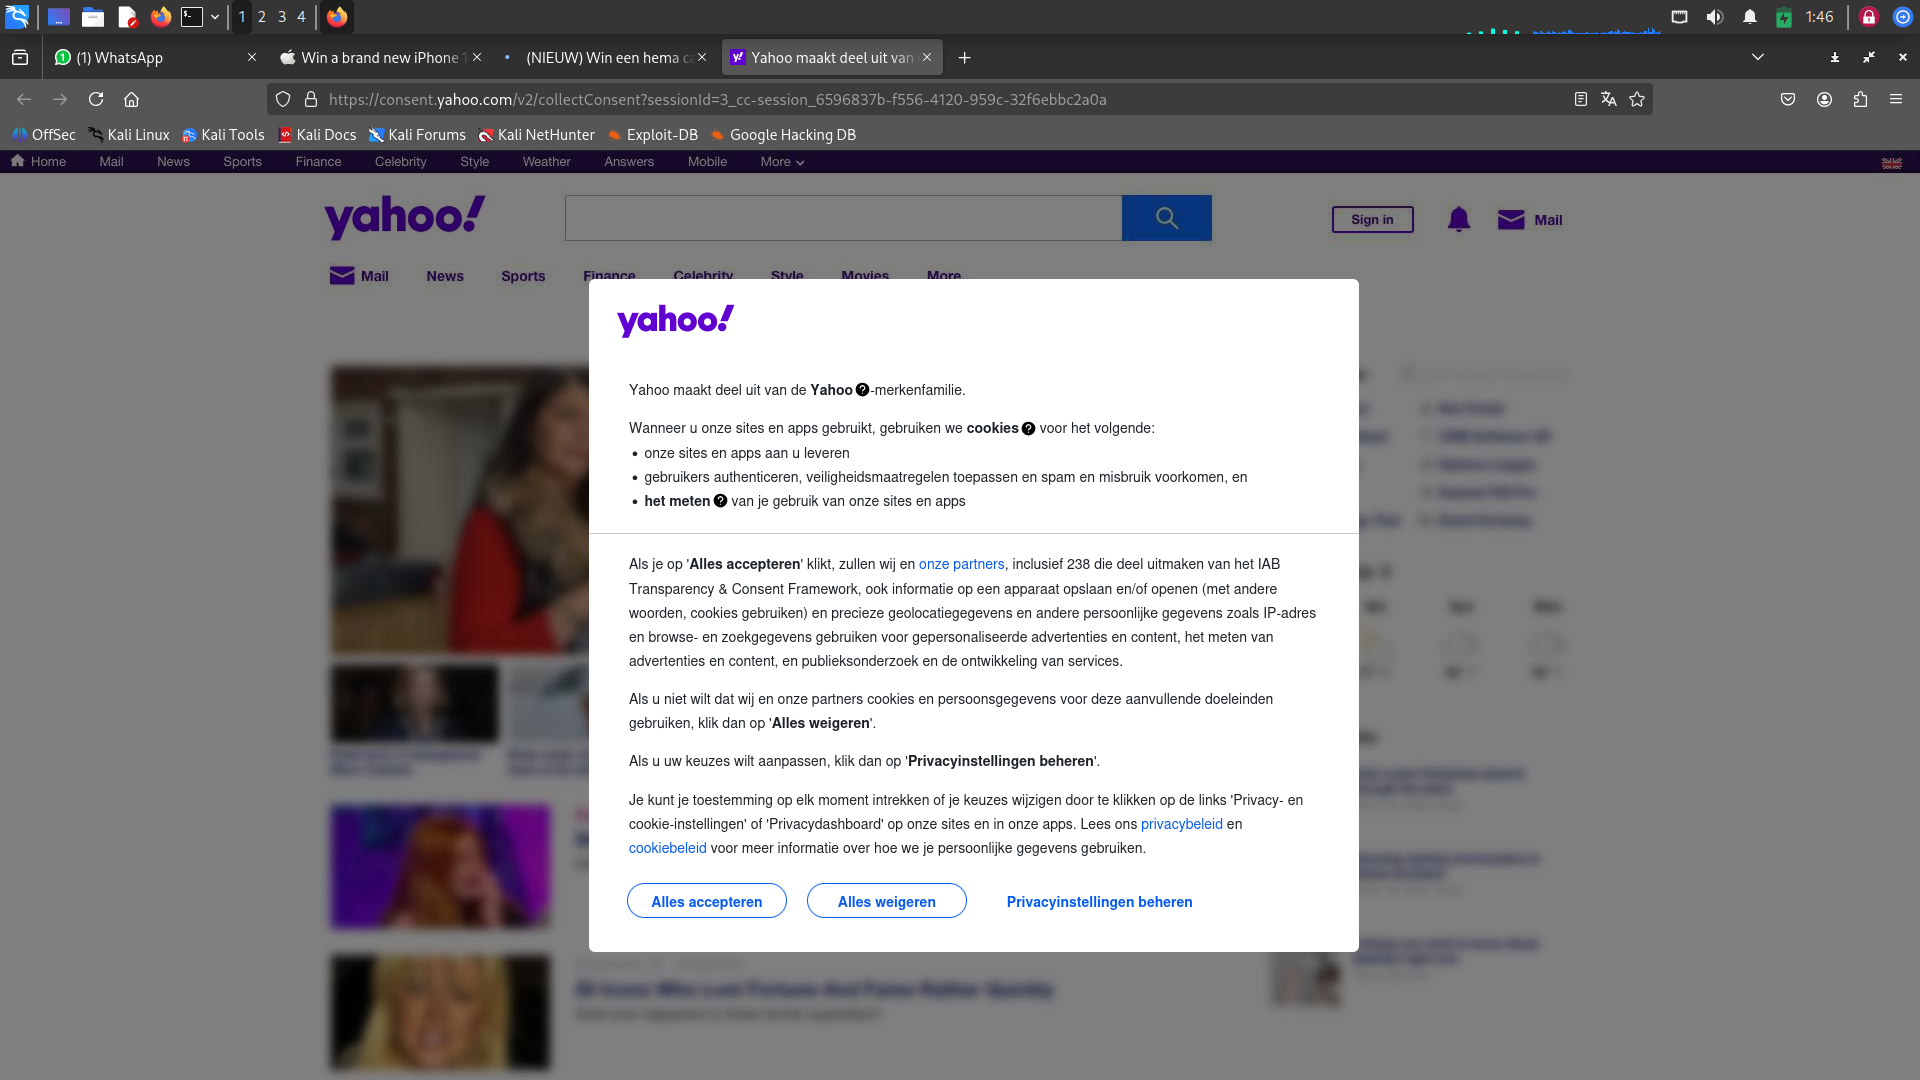 1 2 3 4
1:46
(1) WhatsApp
Win a brand new iPhone 1
(NIEUW) Win een hema ca
Yahoo maakt deel uit van
https://consent.yahoo.com/v2/collectConsent?sessionId=3_cc-session_6596837b-f556-4120-959c-32f6ebbc2a0a
OffSec Kali Linux Kali Tools Kali Docs Kali Forums Kali NetHunter Exploit-DB Google Hacking DB
Home Mail News Sports Finance Celebrity Style Weather Answers Mobile More
yahoo!
Sign in
Mail
Mail News Sports Finance Celebrity Style Movies More...
yahoo!
Yahoo maakt deel uit van de Yahoo-merkenfamilie.
Wanneer u onze sites en apps gebruikt, gebruiken we cookies voor het volgende:
• onze sites en apps aan u leveren
• gebruikers authenticeren, veiligheidsmaatregelen toepassen en spam en misbruik voorkomen, en
• het meten van je gebruik van onze sites en apps
Als je op 'Alles accepteren' klikt, zullen wij en onze partners, inclusief 238 die deel uitmaken van het IAB
Transparency & Consent Framework, ook informatie op een apparaat opslaan en/of openen (met andere
woorden, cookies gebruiken) en precieze geolocatiegegevens en andere persoonlijke gegevens zoals IP-adres
en browse- en zoekgegevens gebruiken voor gepersonaliseerde advertenties en content, het meten van
advertenties en content, en publieksonderzoek en de ontwikkeling van services.
Als u niet wilt dat wij en onze partners cookies en persoonsgegevens voor deze aanvullende doeleinden
gebruiken, klik dan op 'Alles weigeren'.
Als u uw keuzes wilt aanpassen, klik dan op 'Privacyinstellingen beheren'.
Je kunt je toestemming op elk moment intrekken of je keuzes wijzigen door te klikken op de links 'Privacy- en
cookie-instellingen' of 'Privacydashboard' op onze sites en in onze apps. Lees ons privacybeleid en
cookiebeleid voor meer informatie over hoe we je persoonlijke gegevens gebruiken.
Alles accepteren
Alles weigeren
Privacyinstellingen beheren
Who Lost Fortune And Fame Rather Quickly